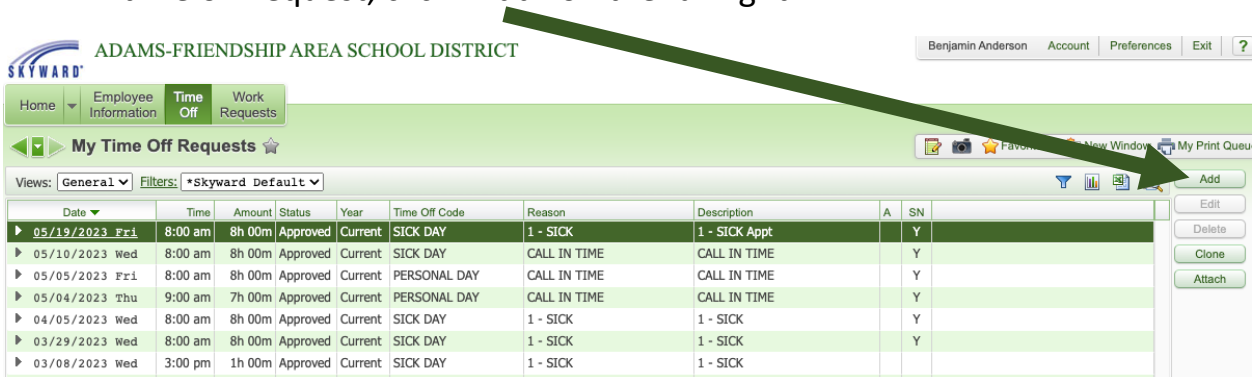 ADAMS-FRIENDSHIP AREA SCHOOL DISTRICT
Benjamin Anderson Account Preferences Exit ?
SKYWARD
Home Employee Information Time Off Work Requests
My Time Off Requests
New Window My Print Queu
Views: General Filters: *Skyward Default
Add
Edit
Delete
Clone
Attach
Date Time Amount Status Year Time Off Code Reason Description A SN
05/19/2023 Fri 8:00 am 8h 00m Approved Current SICK DAY 1 - SICK 1 - SICK Appt Y
05/10/2023 Wed 8:00 am 8h 00m Approved Current SICK DAY CALL IN TIME CALL IN TIME Y
05/05/2023 Fri 8:00 am 8h 00m Approved Current PERSONAL DAY CALL IN TIME CALL IN TIME Y
05/04/2023 Thu 9:00 am 7h 00m Approved Current PERSONAL DAY CALL IN TIME CALL IN TIME Y
04/05/2023 Wed 8:00 am 8h 00m Approved Current SICK DAY 1 - SICK 1 - SICK Y
03/29/2023 Wed 8:00 am 8h 00m Approved Current SICK DAY 1 - SICK 1 - SICK Y
03/08/2023 Wed 3:00 pm 1h 00m Approved Current SICK DAY 1 - SICK 1 - SICK